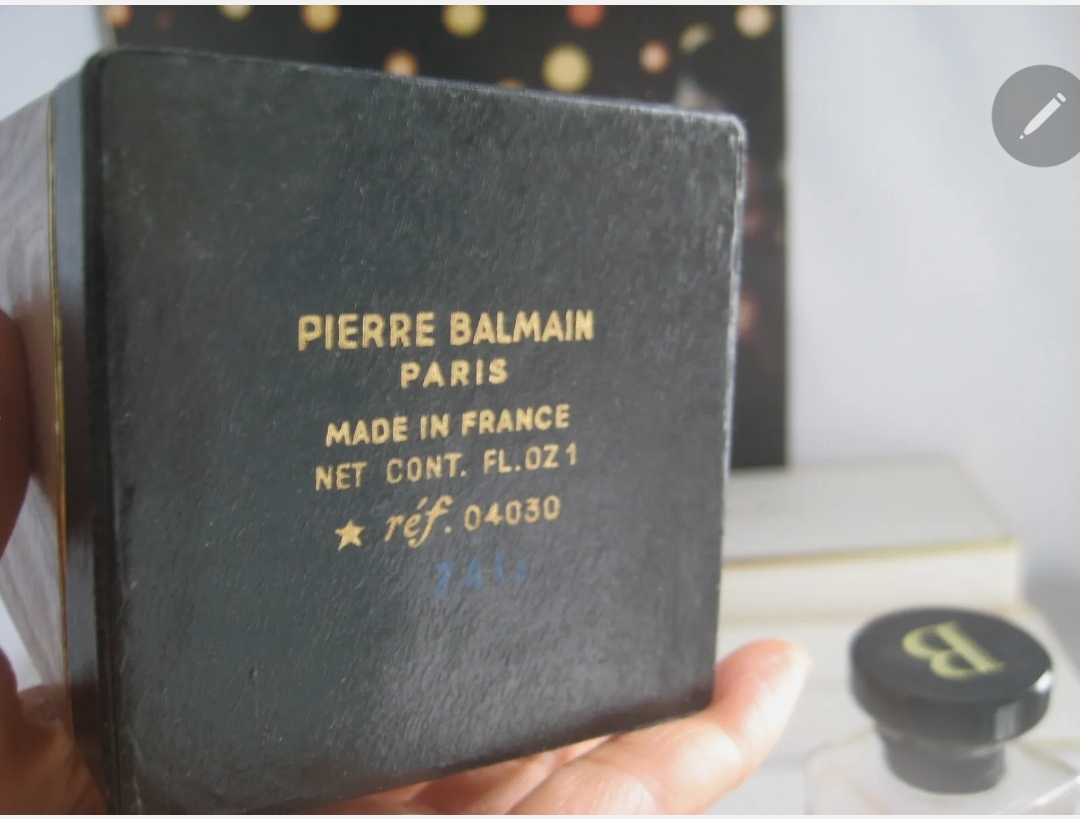 PIERRE BALMAIN
PARIS
MADE IN FRANCE
NET CONT. FL.OZ 1
★ réf. 04030
B